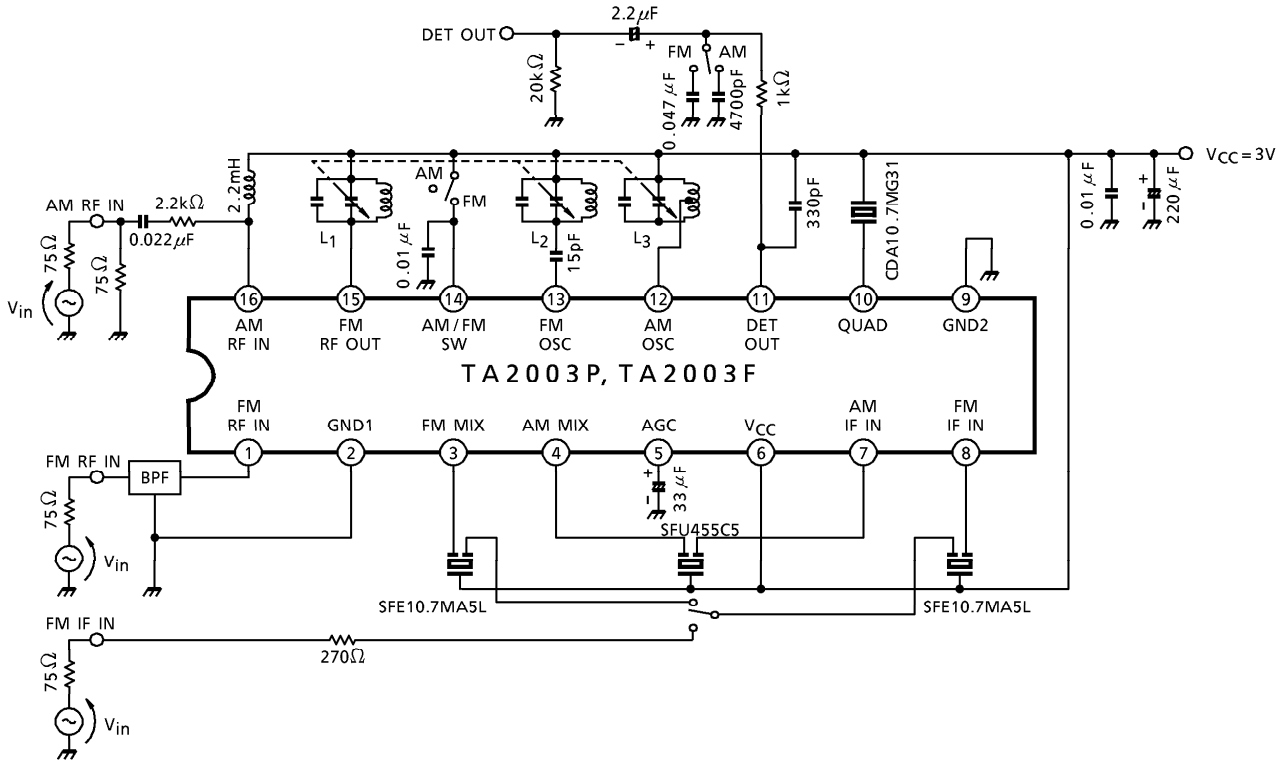 2.2μF
DET OUT
− +
FM AM
20kΩ
0.047μF
4700pF
1kΩ
VCC=3V
2.2mH
AM RF IN
2.2kΩ
0.022μF
75Ω
75Ω
Vin
L1
AM
FM
0.01μF
L2
15pF
L3
330pF
CDA10.7MG31
0.01μF
+
−
220μF
16 15 14 13 12 11 10 9
AM RF IN
FM RF OUT
AM/FM SW
FM OSC
AM OSC
DET OUT
QUAD
GND2
TA2003P, TA2003F
FM RF IN
GND1
FM MIX
AM MIX
AGC
VCC
AM IF IN
FM IF IN
1 2 3 4 5 6 7 8
FM RF IN
BPF
75Ω
Vin
+
−
33μF
SFU455C5
SFE10.7MA5L
SFE10.7MA5L
FM IF IN
270Ω
75Ω
Vin